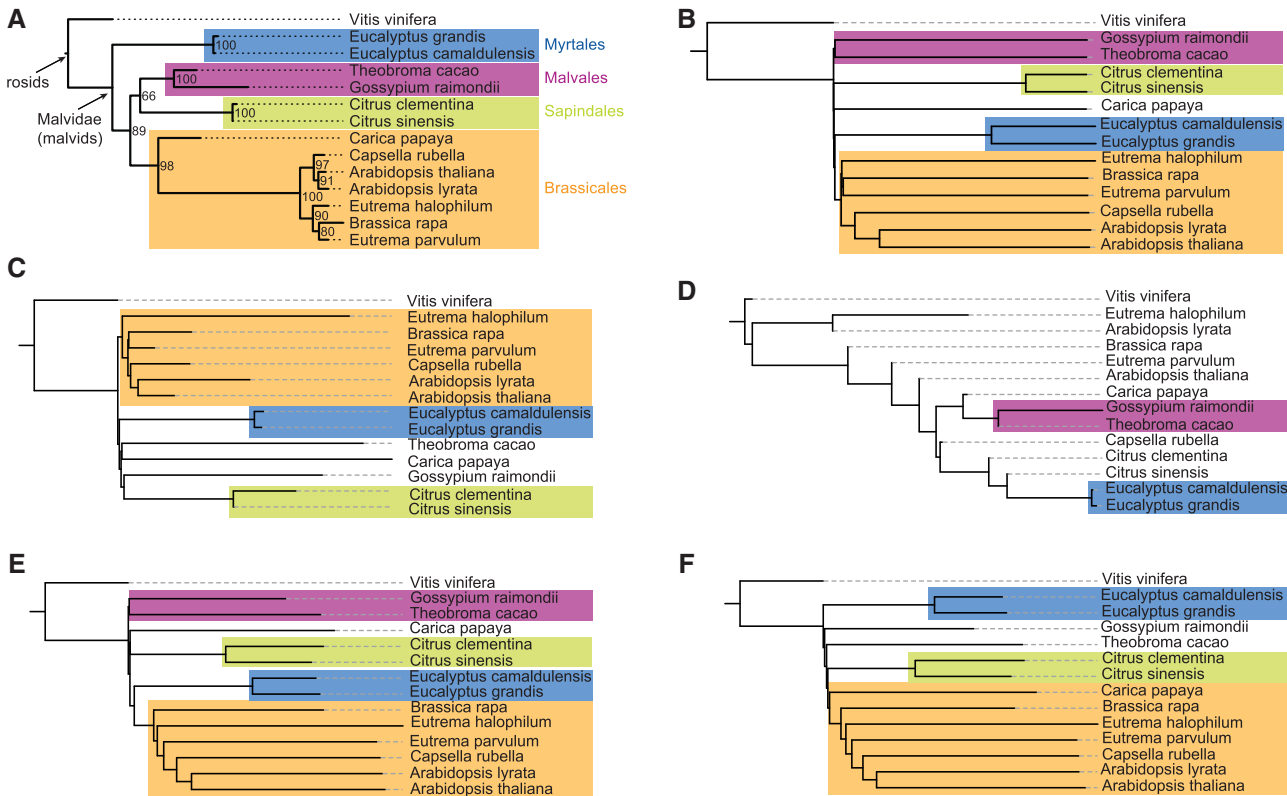 A
Vitis vinifera
Eucalyptus grandis
100
Eucalyptus camaldulensis
Myrtales
rosids
Theobroma cacao
100
Gossypium raimondii
Malvales
66
Citrus clementina
100
Citrus sinensis
Sapindales
Malvidae
(malvids)
89
Carica papaya
98
Capsella rubella
97
Arabidopsis thaliana
91
Arabidopsis lyrata
Brassicales
100
Eutrema halophilum
90
Brassica rapa
80
Eutrema parvulum
B
Vitis vinifera
Gossypium raimondii
Theobroma cacao
Citrus clementina
Citrus sinensis
Carica papaya
Eucalyptus camaldulensis
Eucalyptus grandis
Eutrema halophilum
Brassica rapa
Eutrema parvulum
Capsella rubella
Arabidopsis lyrata
Arabidopsis thaliana
C
Vitis vinifera
Eutrema halophilum
Brassica rapa
Eutrema parvulum
Capsella rubella
Arabidopsis lyrata
Arabidopsis thaliana
Eucalyptus camaldulensis
Eucalyptus grandis
Theobroma cacao
Carica papaya
Gossypium raimondii
Citrus clementina
Citrus sinensis
D
Vitis vinifera
Eutrema halophilum
Arabidopsis lyrata
Brassica rapa
Eutrema parvulum
Arabidopsis thaliana
Carica papaya
Gossypium raimondii
Theobroma cacao
Capsella rubella
Citrus clementina
Citrus sinensis
Eucalyptus camaldulensis
Eucalyptus grandis
E
Vitis vinifera
Gossypium raimondii
Theobroma cacao
Carica papaya
Citrus clementina
Citrus sinensis
Eucalyptus camaldulensis
Eucalyptus grandis
Brassica rapa
Eutrema halophilum
Eutrema parvulum
Capsella rubella
Arabidopsis lyrata
Arabidopsis thaliana
F
Vitis vinifera
Eucalyptus camaldulensis
Eucalyptus grandis
Gossypium raimondii
Theobroma cacao
Citrus clementina
Citrus sinensis
Carica papaya
Brassica rapa
Eutrema halophilum
Eutrema parvulum
Capsella rubella
Arabidopsis lyrata
Arabidopsis thaliana